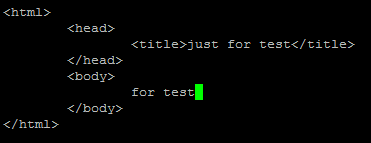 <html>
<head>
<title>just for test</title>
</head>
<body>
for test
</body>
</html>